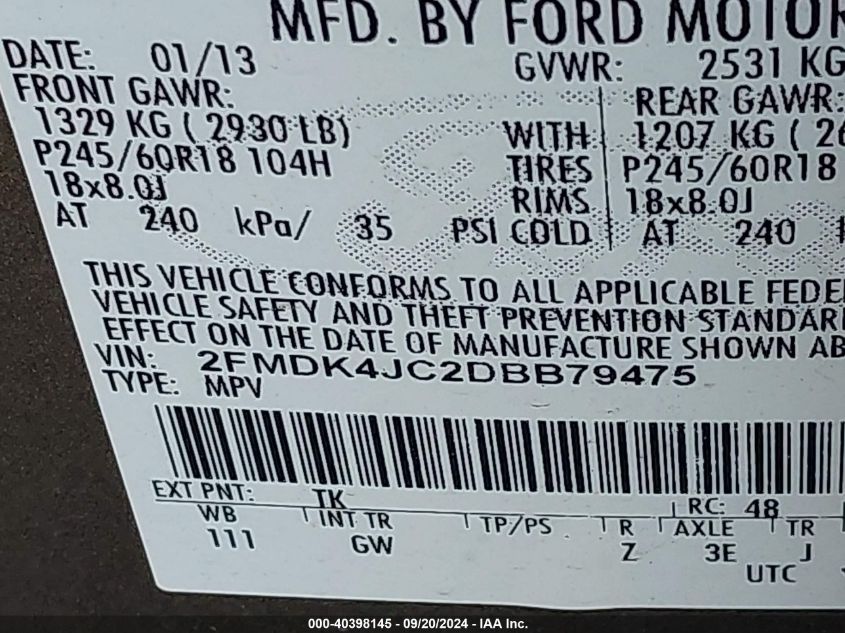 MFD. BY FORD MOTOR
DATE: 01/13 GVWR: 2531 KG
FRONT GAWR: REAR GAWR:
1329 KG ( 2930 LB) WITH 1207 KG ( 26
P245/60R18 104H TIRES P245/60R18
18x8.0J RIMS 18x8.0J
AT 240 kPa/ 35 PSI COLD AT 240
THIS VEHICLE CONFORMS TO ALL APPLICABLE FEDE
VEHICLE SAFETY AND THEFT PREVENTION STANDAR
EFFECT ON THE DATE OF MANUFACTURE SHOWN AB
VIN: 2FMDK4JC2DBB79475
TYPE: MPV
EXT PNT: TK RC: 48
WB INT TR TP/PS R AXLE TR
111 GW Z 3E J
UTC
000-40398145 - 09/20/2024 - IAA Inc.